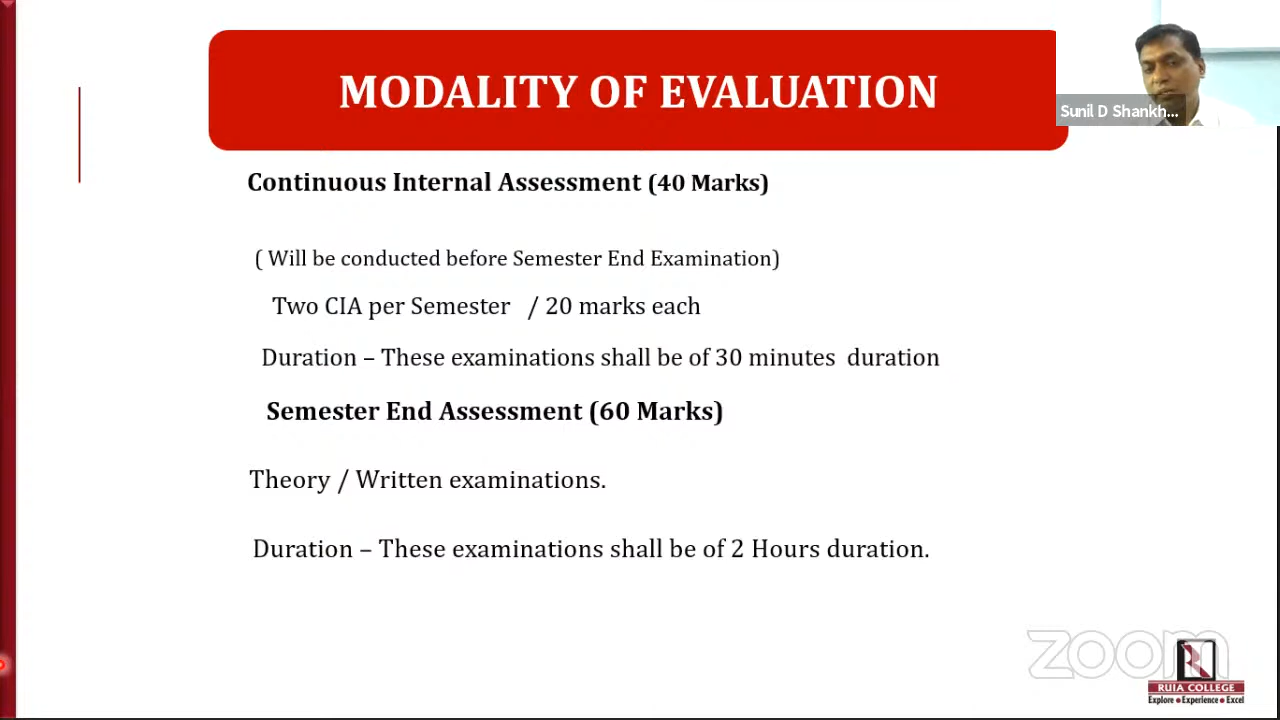 MODALITY OF EVALUATION
Sunil D Shankh...
Continuous Internal Assessment (40 Marks)
( Will be conducted before Semester End Examination)
Two CIA per Semester / 20 marks each
Duration – These examinations shall be of 30 minutes duration
Semester End Assessment (60 Marks)
Theory / Written examinations.
Duration – These examinations shall be of 2 Hours duration.
zoom
R
RUIA COLLEGE
Explore ● Experience ● Excel